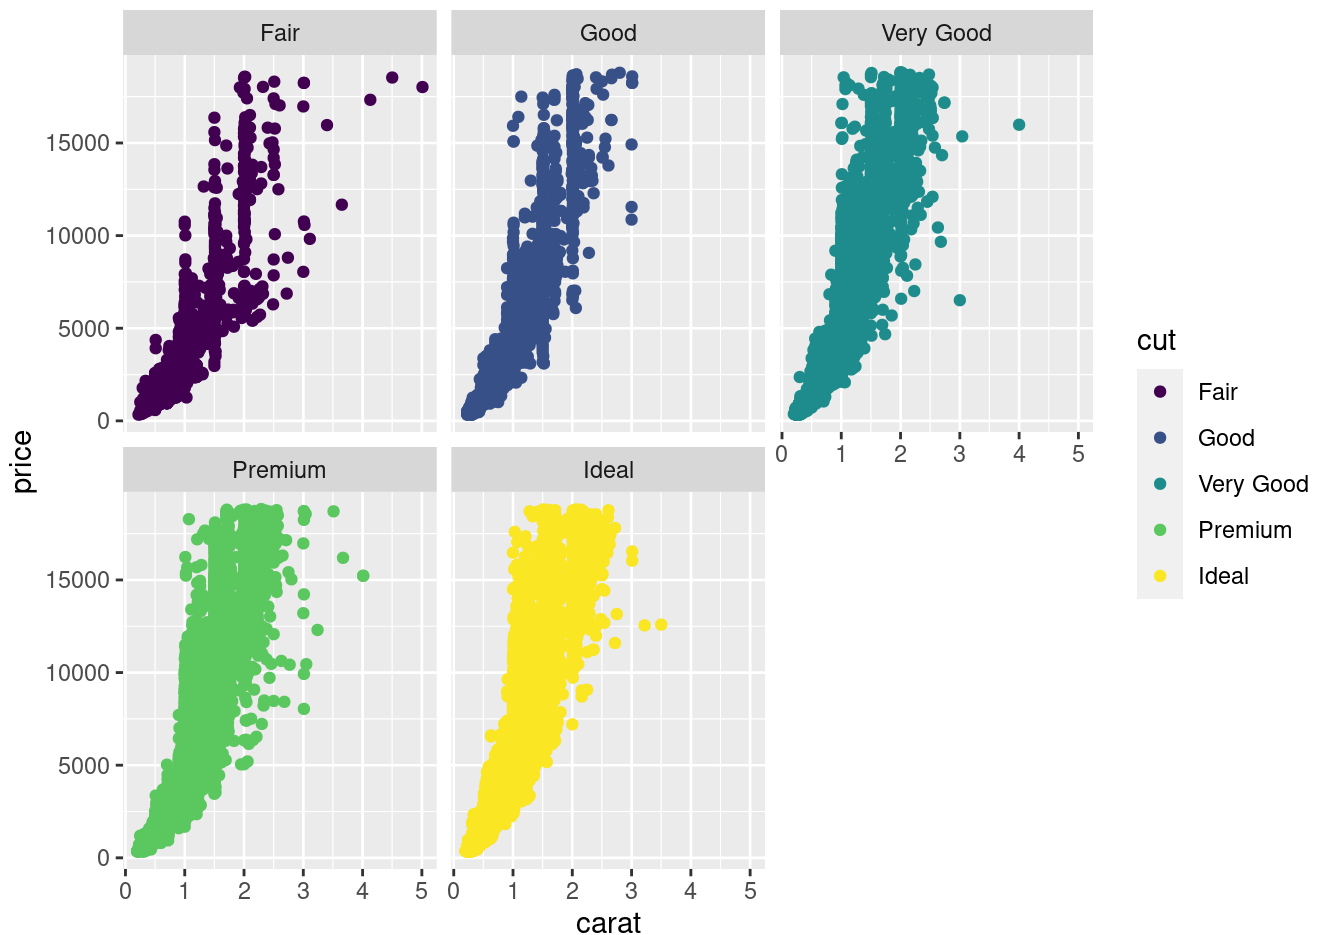 Fair
Good
Very Good
15000
10000
5000
0
0 1 2 3 4 5
Premium
Ideal
15000
10000
5000
0
0 1 2 3 4 5
0 1 2 3 4 5
price
carat
cut
Fair
Good
Very Good
Premium
Ideal